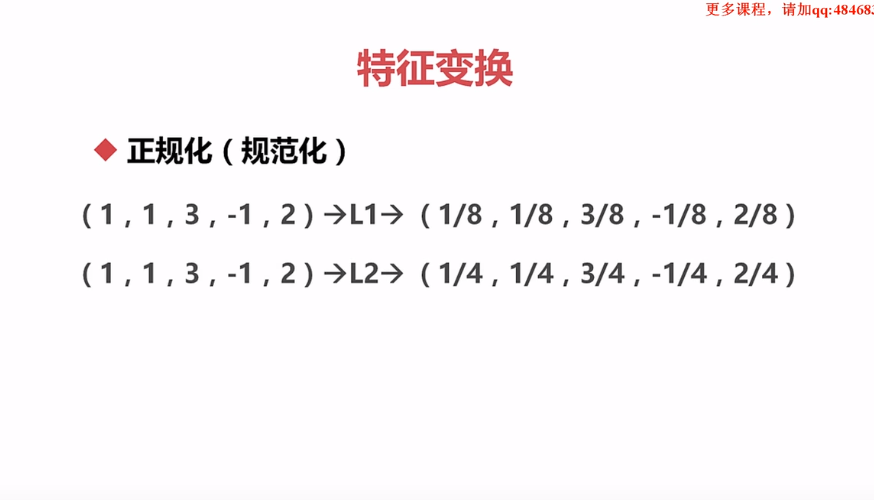 更多课程，请加qq:48468
特征变换
◆ 正规化（规范化）
（1，1，3，-1，2）→L1→（1/8，1/8，3/8，-1/8，2/8）
（1，1，3，-1，2）→L2→（1/4，1/4，3/4，-1/4，2/4）